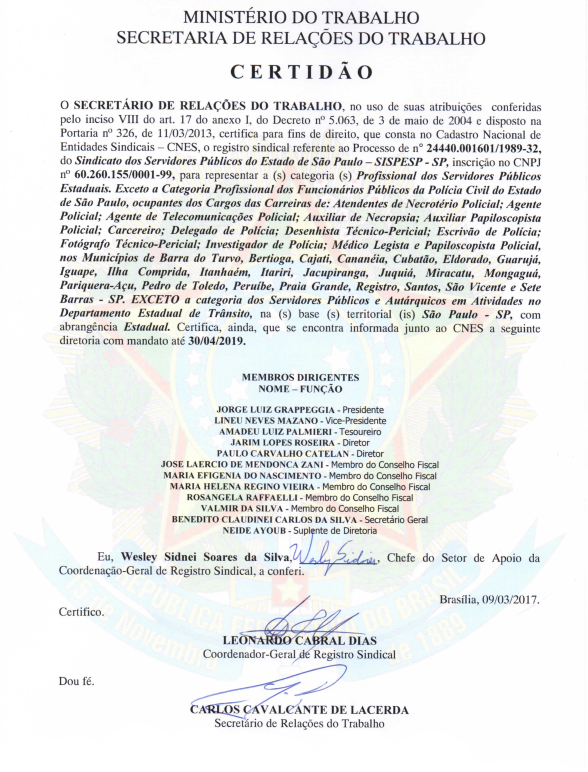 MINISTÉRIO DO TRABALHO
SECRETARIA DE RELAÇÕES DO TRABALHO
C E R T I D Ã O
O SECRETÁRIO DE RELAÇÕES DO TRABALHO, no uso de suas atribuições conferidas
pelo inciso VIII do art. 17 do anexo I, do Decreto nº 5.063, de 3 de maio de 2004 e disposto na
Portaria nº 326, de 11/03/2013, certifica para fins de direito, que consta no Cadastro Nacional de
Entidades Sindicais – CNES, o registro sindical referente ao Processo de n° 24440.001601/1989-32,
do Sindicato dos Servidores Públicos do Estado de São Paulo – SISPESP - SP, inscrição no CNPJ
nº 60.260.155/0001-99, para representar a (s) categoria (s) Profissional dos Servidores Públicos
Estaduais. Exceto a Categoria Profissional dos Funcionários Públicos da Polícia Civil do Estado
de São Paulo, ocupantes dos Cargos das Carreiras de: Atendentes de Necrotério Policial; Agente
Policial; Agente de Telecomunicações Policial; Auxiliar de Necropsia; Auxiliar Papiloscopista
Policial; Carcereiro; Delegado de Polícia; Desenhista Técnico-Pericial; Escrivão de Polícia;
Fotógrafo Técnico-Pericial; Investigador de Polícia; Médico Legista e Papiloscopista Policial,
nos Municípios de Barra do Turvo, Bertioga, Cajati, Cananéia, Cubatão, Eldorado, Guarujá,
Iguape, Ilha Comprida, Itanhaém, Itariri, Jacupiranga, Juquiá, Miracatu, Mongaguá,
Pariquera-Açu, Pedro de Toledo, Peruíbe, Praia Grande, Registro, Santos, São Vicente e Sete
Barras - SP. EXCETO a categoria dos Servidores Públicos e Autárquicos em Atividades no
Departamento Estadual de Trânsito, na (s) base (s) territorial (is) São Paulo - SP, com
abrangência Estadual. Certifica, ainda, que se encontra informada junto ao CNES a seguinte
diretoria com mandato até 30/04/2019.
MEMBROS DIRIGENTES
NOME – FUNÇÃO
JORGE LUIZ GRAPPEGGIA - Presidente
LINEU NEVES MAZANO - Vice-Presidente
AMADEU LUIZ PALMIERI - Tesoureiro
JARIM LOPES ROSEIRA - Diretor
PAULO CARVALHO CATELAN - Diretor
JOSE LAERCIO DE MENDONCA ZANI - Membro do Conselho Fiscal
MARIA EFIGENIA DO NASCIMENTO - Membro do Conselho Fiscal
MARIA HELENA REGINO VIEIRA - Membro do Conselho Fiscal
ROSANGELA RAFFAELLI - Membro do Conselho Fiscal
VALMIR DA SILVA - Membro do Conselho Fiscal
BENEDITO CLAUDINEI CARLOS DA SILVA - Secretário Geral
NEIDE AYOUB - Suplente de Diretoria
Eu, Wesley Sidnei Soares da Silva, Wesley Sidnei, Chefe do Setor de Apoio da
Coordenação-Geral de Registro Sindical, a conferi.
Brasília, 09/03/2017.
Certifico.
LEONARDO CABRAL DIAS
Coordenador-Geral de Registro Sindical
Dou fé.
CARLOS CAVALCANTE DE LACERDA
Secretário de Relações do Trabalho